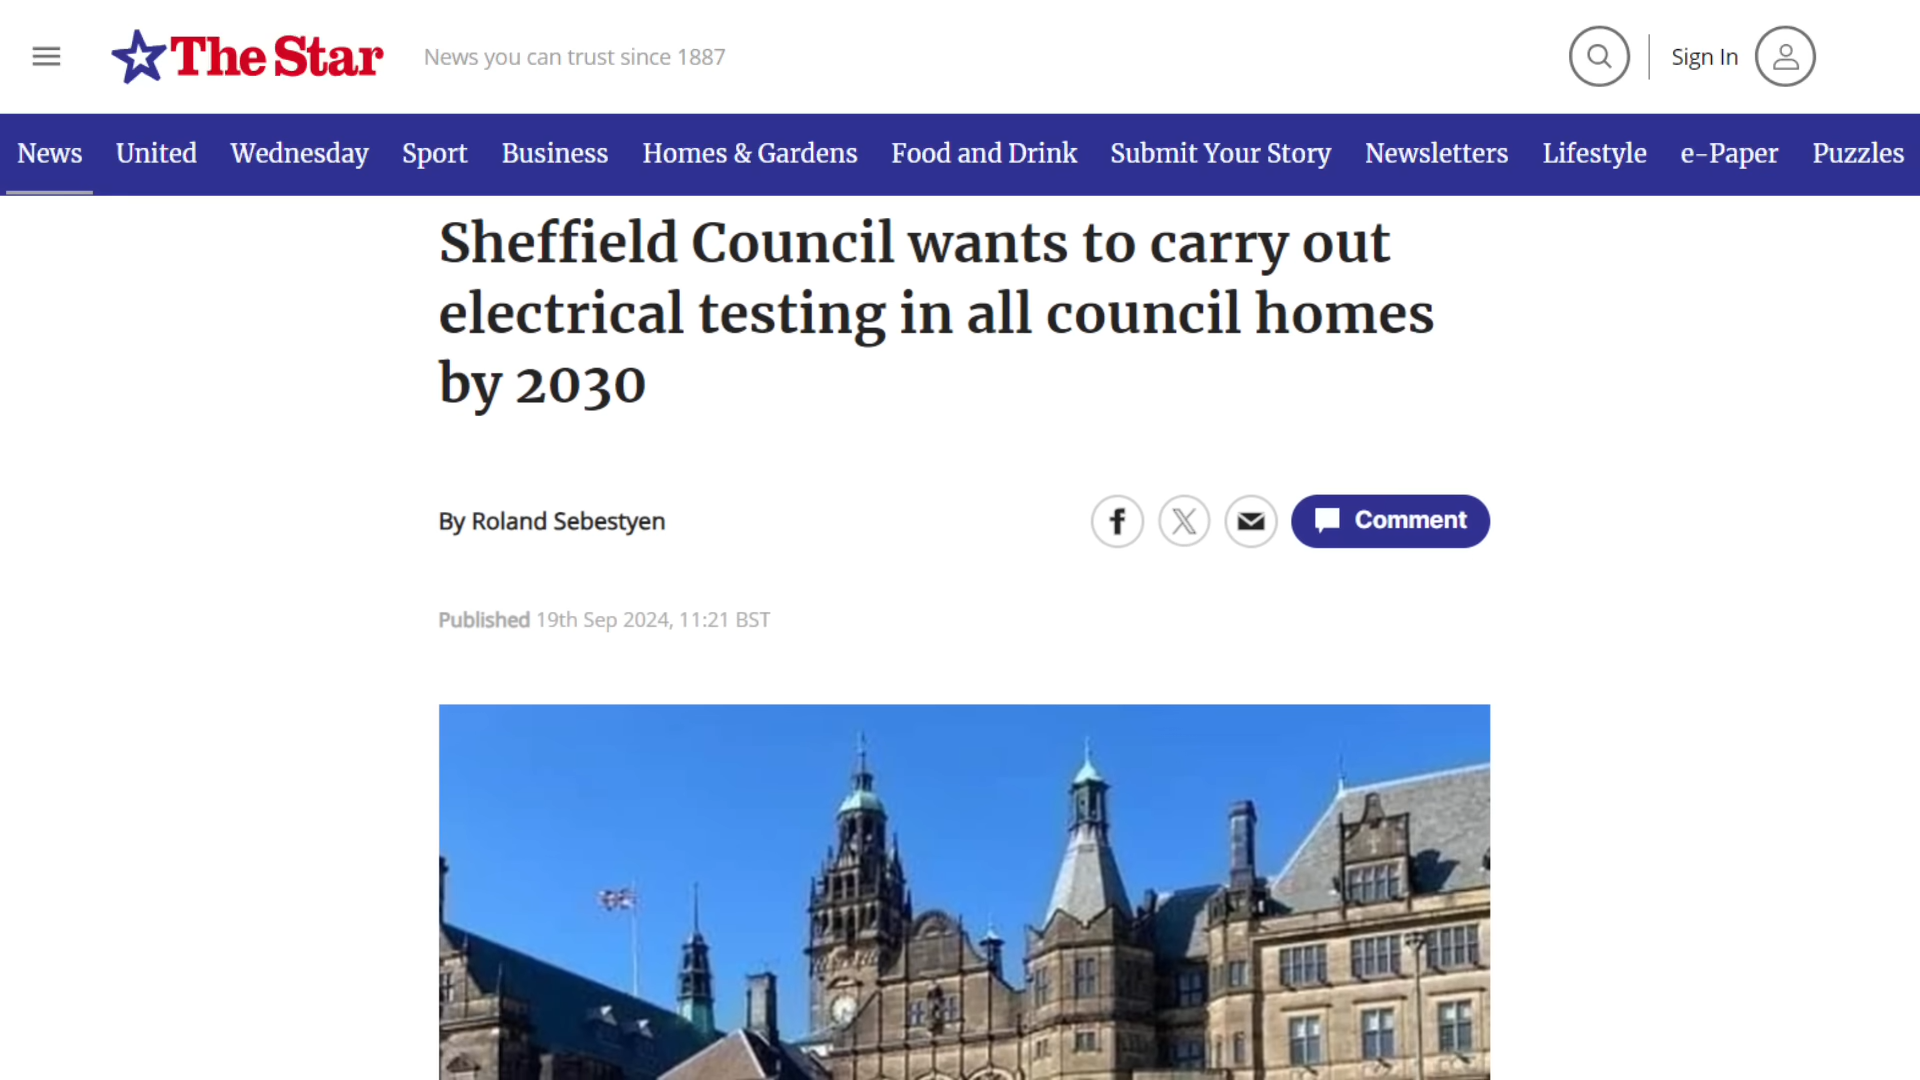 The Star
News you can trust since 1887
Sign In
News United Wednesday Sport Business Homes & Gardens Food and Drink Submit Your Story Newsletters Lifestyle e-Paper Puzzles
Sheffield Council wants to carry out
electrical testing in all council homes
by 2030
By Roland Sebestyen
Comment
Published 19th Sep 2024, 11:21 BST